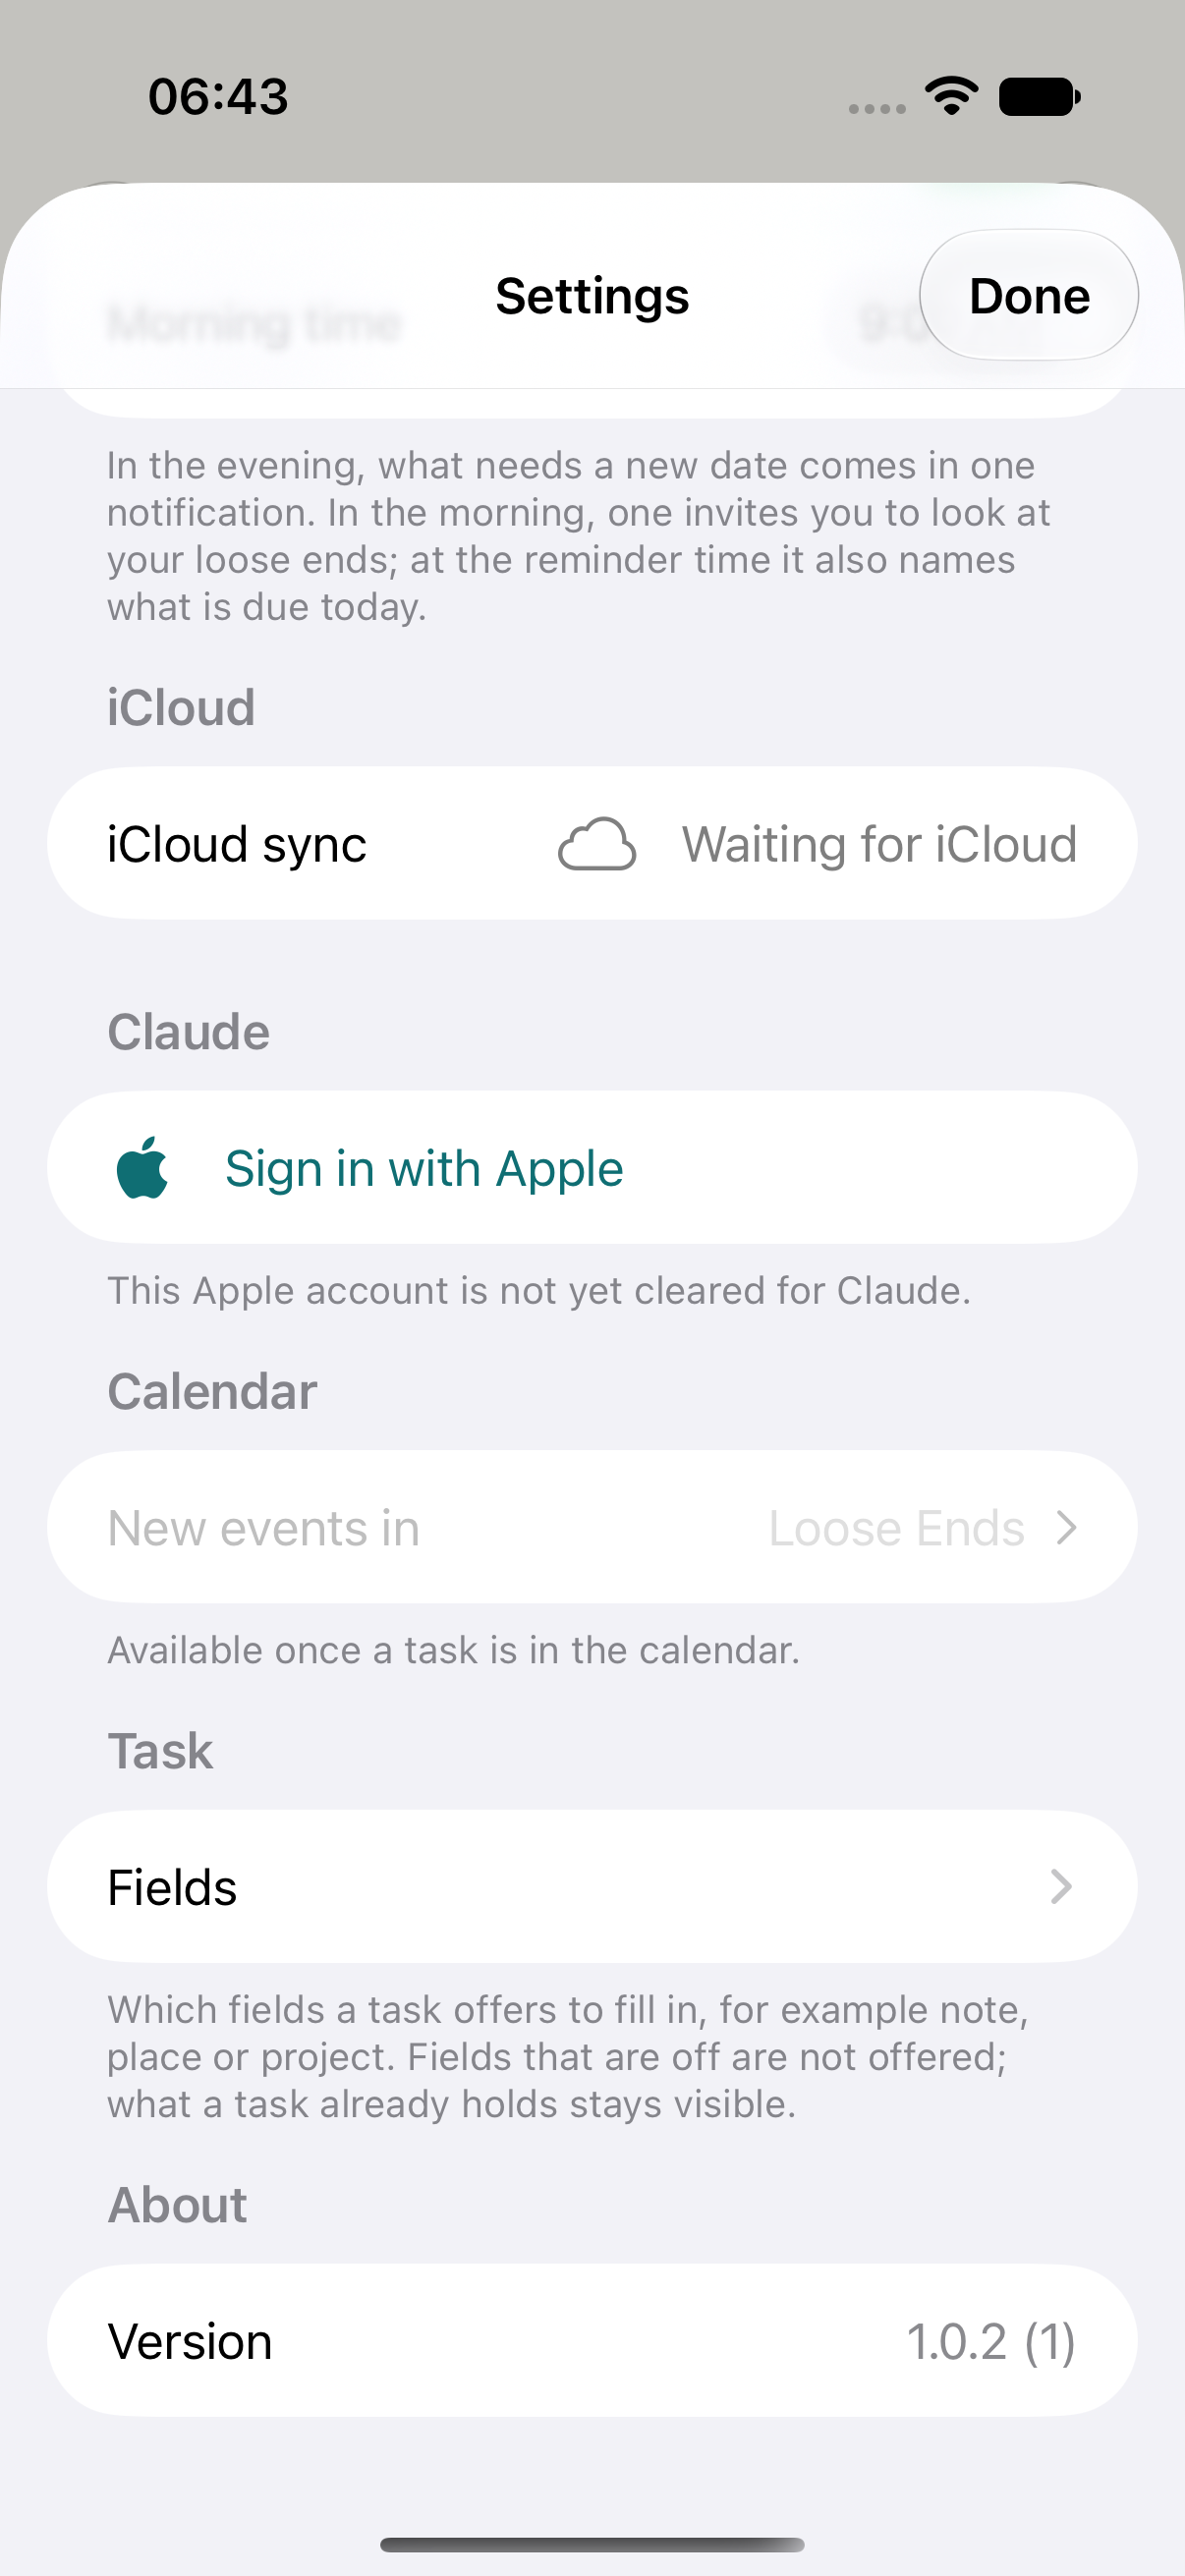 06:43
Settings
Done
Morning time
In the evening, what needs a new date comes in one
notification. In the morning, one invites you to look at
your loose ends; at the reminder time it also names
what is due today.
iCloud
iCloud sync
Waiting for iCloud
Claude
Sign in with Apple
This Apple account is not yet cleared for Claude.
Calendar
New events in
Loose Ends
Available once a task is in the calendar.
Task
Fields
Which fields a task offers to fill in, for example note,
place or project. Fields that are off are not offered;
what a task already holds stays visible.
About
Version
1.0.2 (1)